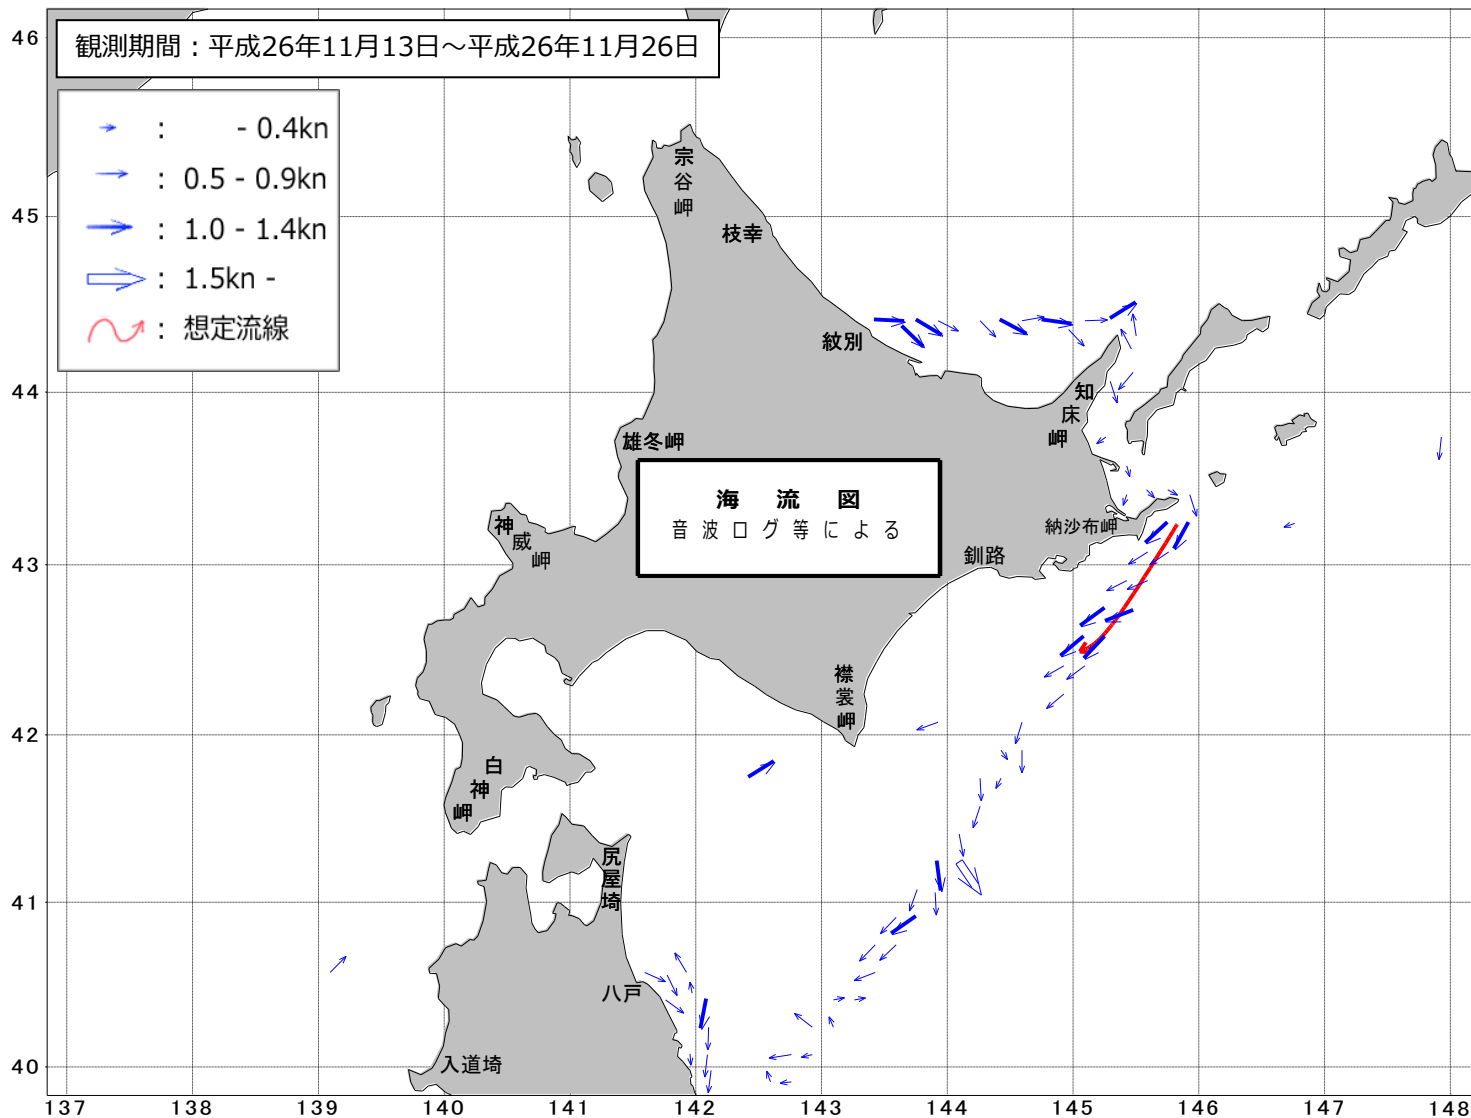 観測期間：平成26年11月13日～平成26年11月26日
： - 0.4kn
： 0.5 - 0.9kn
： 1.0 - 1.4kn
： 1.5kn -
： 想定流線
海 流 図
音 波 ロ グ 等 に よ る
宗谷岬
枝幸
紋別
知床岬
雄冬岬
神威岬
納沙布岬
釧路
襟裳岬
白神岬
尻屋埼
八戸
入道埼
46
45
44
43
42
41
40
137 138 139 140 141 142 143 144 145 146 147 148